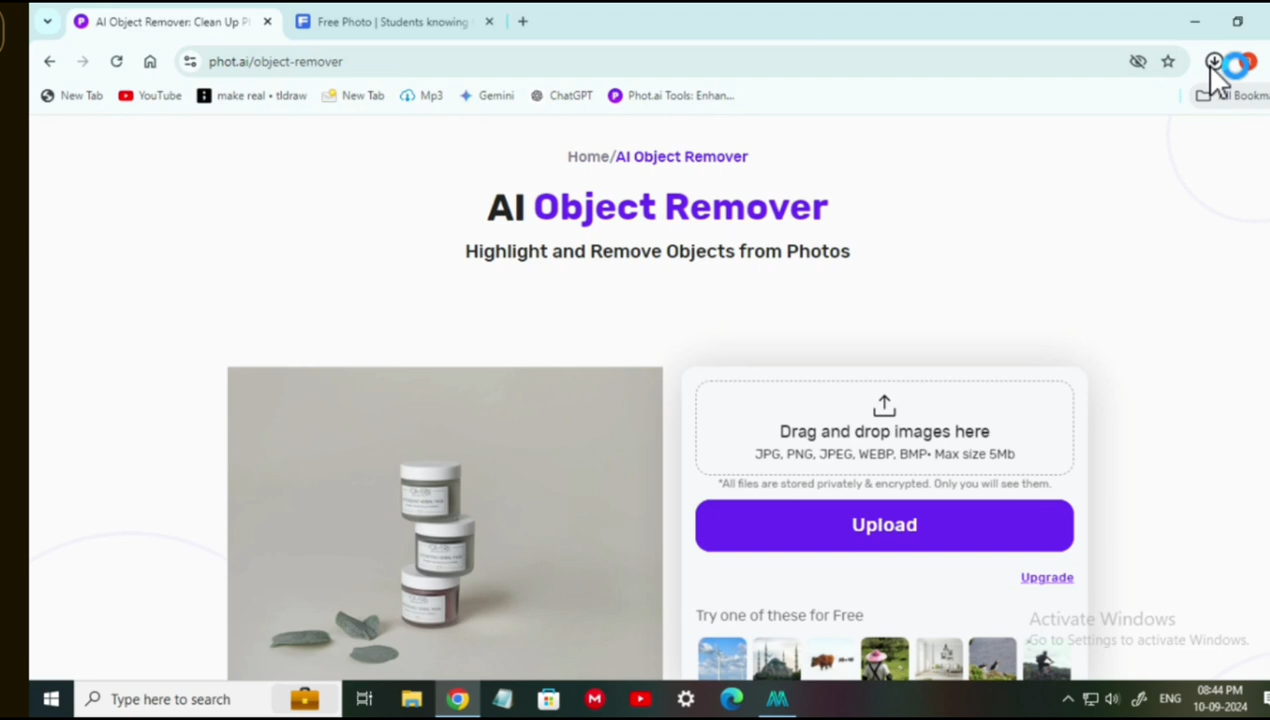 AI Object Remover: Clean Up P
Free Photo | Students knowing
phot.ai/object-remover
New Tab
YouTube
make real • tldraw
New Tab
Mp3
Gemini
ChatGPT
Phot.ai Tools: Enhan...
Bookma
Home/AI Object Remover
AI Object Remover
Highlight and Remove Objects from Photos
Drag and drop images here
JPG, PNG, JPEG, WEBP, BMP• Max size 5Mb
*All files are stored privately & encrypted. Only you will see them.
Upload
Upgrade
Try one of these for Free
Activate Windows
Go to Settings to activate Windows.
Type here to search
ENG
08:44 PM
10-09-2024